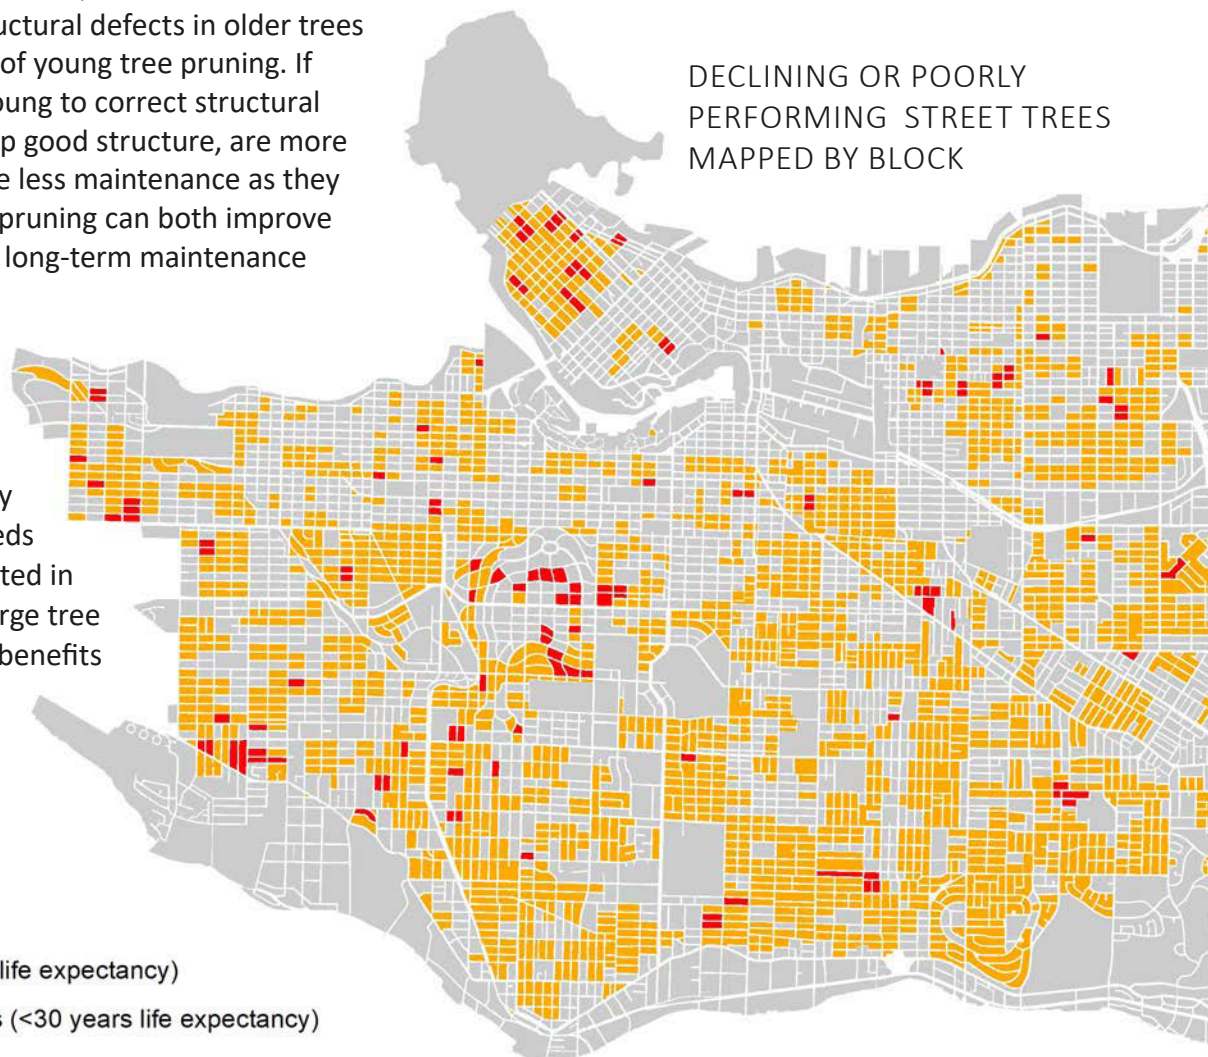 uctural defects in older trees
of young tree pruning. If
oung to correct structural
p good structure, are more
e less maintenance as they
pruning can both improve
long-term maintenance
DECLINING OR POORLY
PERFORMING STREET TREES
MAPPED BY BLOCK
y
eds
ted in
rge tree
benefits
life expectancy)
s (<30 years life expectancy)